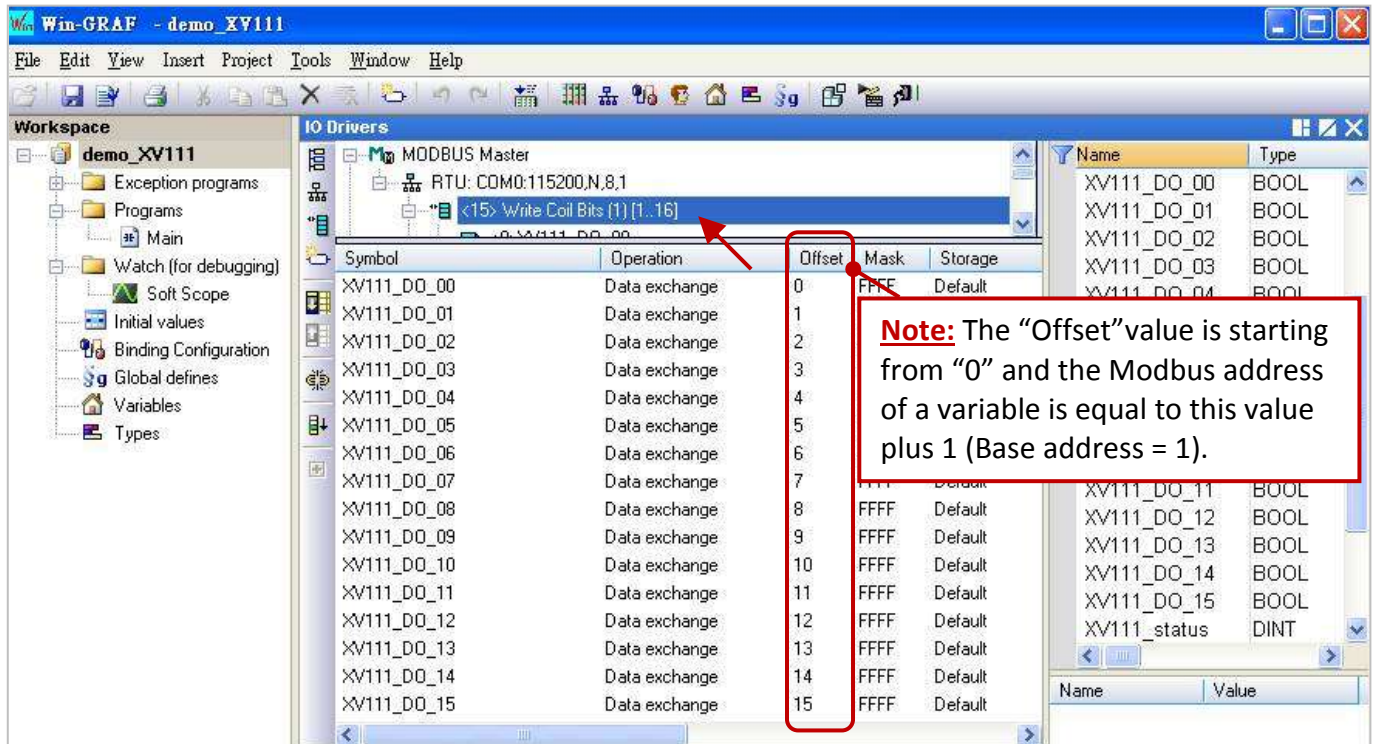 Win-GRAF - demo_XV111
File Edit View Insert Project Tools Window Help
Workspace
demo_XV111
Exception programs
Programs
Main
Watch (for debugging)
Soft Scope
Initial values
Binding Configuration
Global defines
Variables
Types
IO Drivers
MODBUS Master
RTU: COM0:115200,N,8,1
<15> Write Coil Bits (1) [1..16]
Symbol Operation Offset Mask Storage
XV111_DO_00 Data exchange 0 FFFF Default
XV111_DO_01 Data exchange 1
XV111_DO_02 Data exchange 2
XV111_DO_03 Data exchange 3
XV111_DO_04 Data exchange 4
XV111_DO_05 Data exchange 5
XV111_DO_06 Data exchange 6
XV111_DO_07 Data exchange 7 FFFF Default
XV111_DO_08 Data exchange 8 FFFF Default
XV111_DO_09 Data exchange 9 FFFF Default
XV111_DO_10 Data exchange 10 FFFF Default
XV111_DO_11 Data exchange 11 FFFF Default
XV111_DO_12 Data exchange 12 FFFF Default
XV111_DO_13 Data exchange 13 FFFF Default
XV111_DO_14 Data exchange 14 FFFF Default
XV111_DO_15 Data exchange 15 FFFF Default
Note: The “Offset”value is starting
from “0” and the Modbus address
of a variable is equal to this value
plus 1 (Base address = 1).
Name Type
XV111_DO_00 BOOL
XV111_DO_01 BOOL
XV111_DO_02 BOOL
XV111_DO_03 BOOL
XV111_DO_04 BOOL
XV111_DO_11 BOOL
XV111_DO_12 BOOL
XV111_DO_13 BOOL
XV111_DO_14 BOOL
XV111_DO_15 BOOL
XV111_status DINT
Name Value